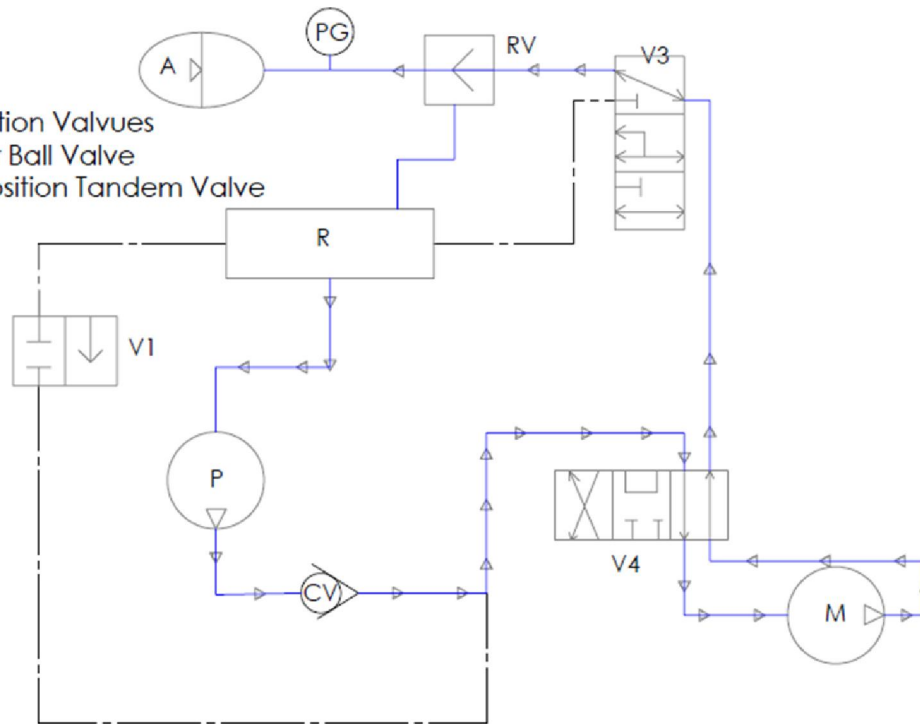 PG
RV
V3
A
tion Valvues
Ball Valve
osition Tandem Valve
R
V1
P
V4
CV
M